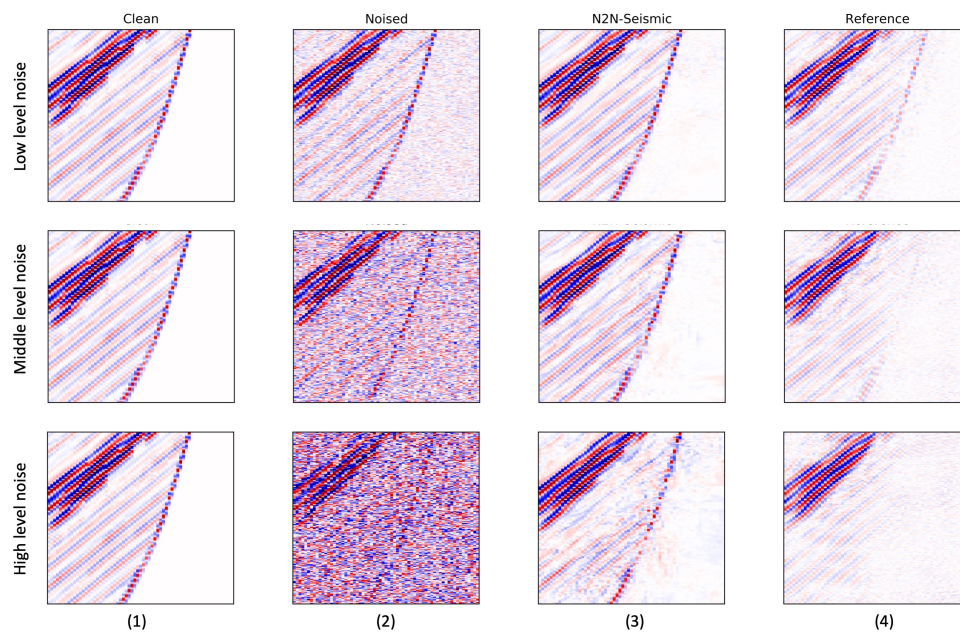 Clean Noised N2N-Seismic Reference
Low level noise
Middle level noise
High level noise
(1) (2) (3) (4)